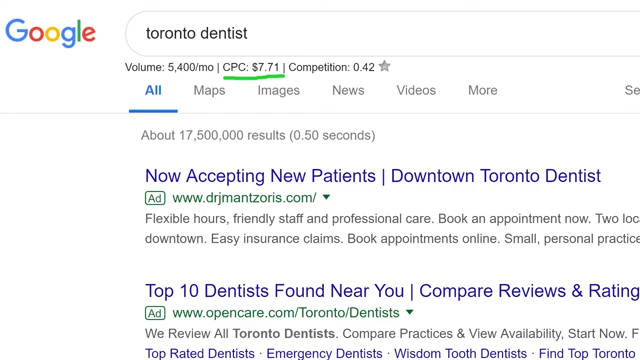 Google
toronto dentist
Volume: 5,400/mo | CPC: $7.71 | Competition: 0.42
All Maps Images News Videos More Se
About 17,500,000 results (0.50 seconds)
Now Accepting New Patients | Downtown Toronto Dentist
Ad www.drjmantzoris.com/
Flexible hours, friendly staff and professional care. Book an appointment now. Two loc
downtown. Easy insurance claims. Book appointments online. Small, personal practice
Top 10 Dentists Found Near You | Compare Reviews & Rating
Ad www.opencare.com/Toronto/Dentists
We Review All Toronto Dentists. Compare Practices & View Availability, Start Now. F
Top Rated Dentists · Emergency Dentists · Wisdom Tooth Dentists · Find Top Toronto